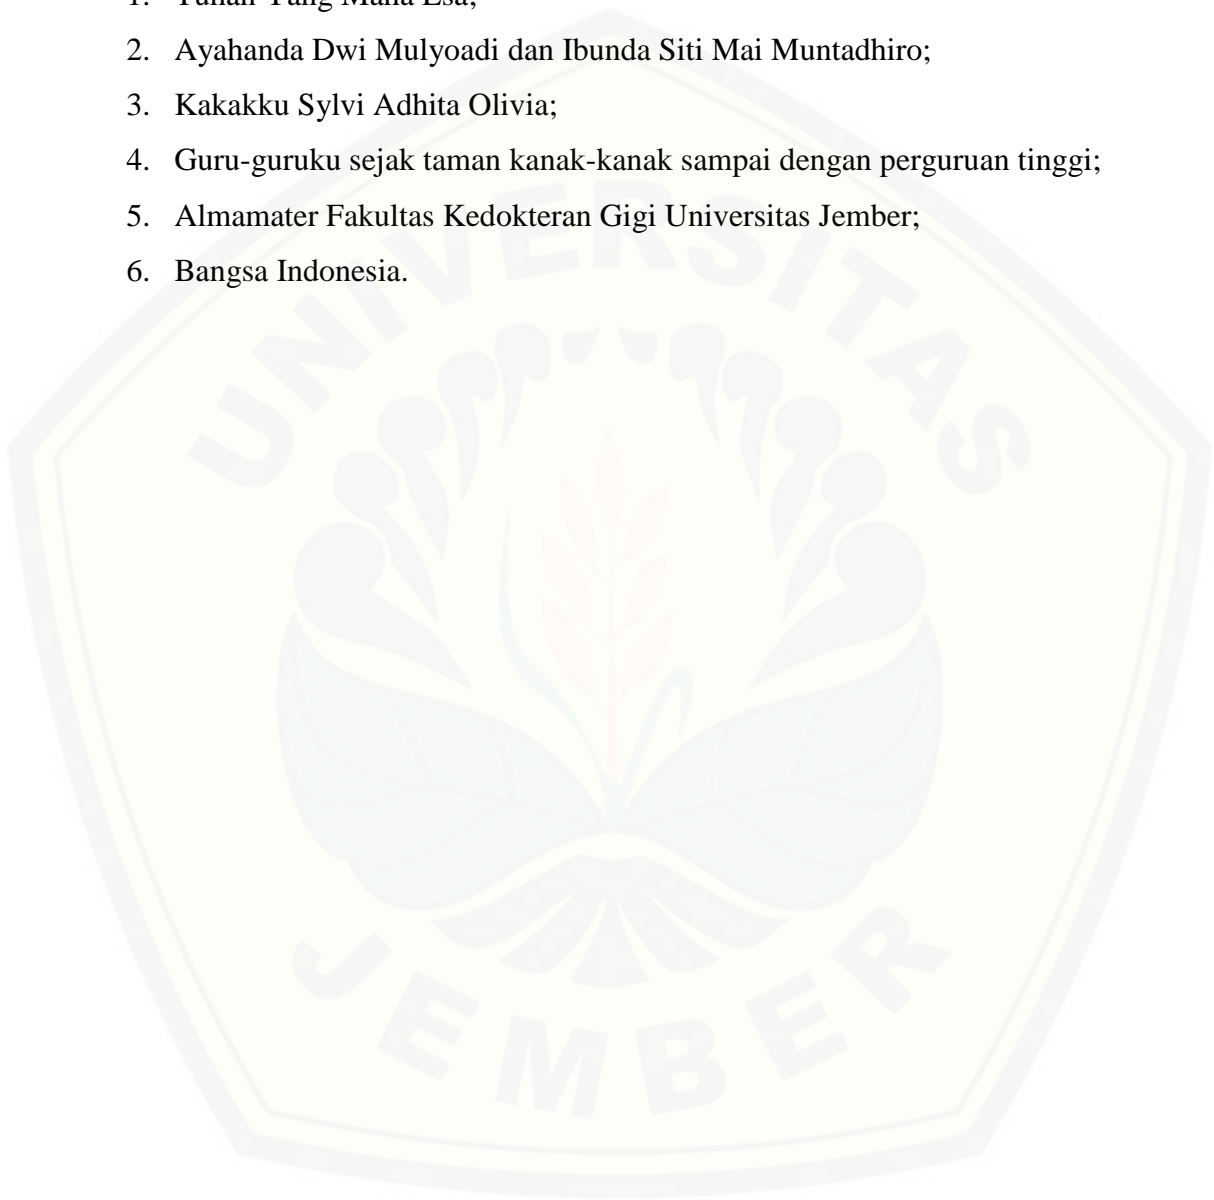 1. Tuhan Yang Maha Esa;
2. Ayahanda Dwi Mulyoadi dan Ibunda Siti Mai Muntadhiro;
3. Kakakku Sylvi Adhita Olivia;
4. Guru-guruku sejak taman kanak-kanak sampai dengan perguruan tinggi;
5. Almamater Fakultas Kedokteran Gigi Universitas Jember;
6. Bangsa Indonesia.
UNIVERSITAS
JEMBER